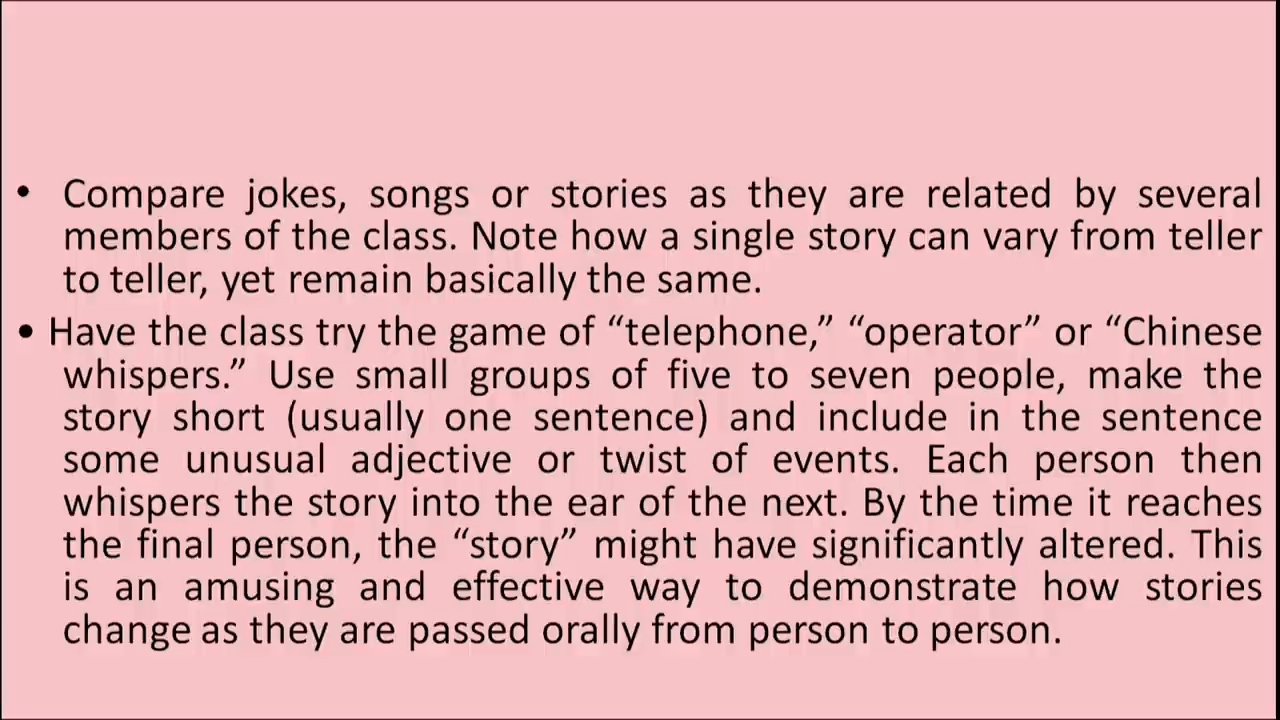 • Compare jokes, songs or stories as they are related by several
members of the class. Note how a single story can vary from teller
to teller, yet remain basically the same.
• Have the class try the game of “telephone,” “operator” or “Chinese
whispers.” Use small groups of five to seven people, make the
story short (usually one sentence) and include in the sentence
some unusual adjective or twist of events. Each person then
whispers the story into the ear of the next. By the time it reaches
the final person, the “story” might have significantly altered. This
is an amusing and effective way to demonstrate how stories
change as they are passed orally from person to person.